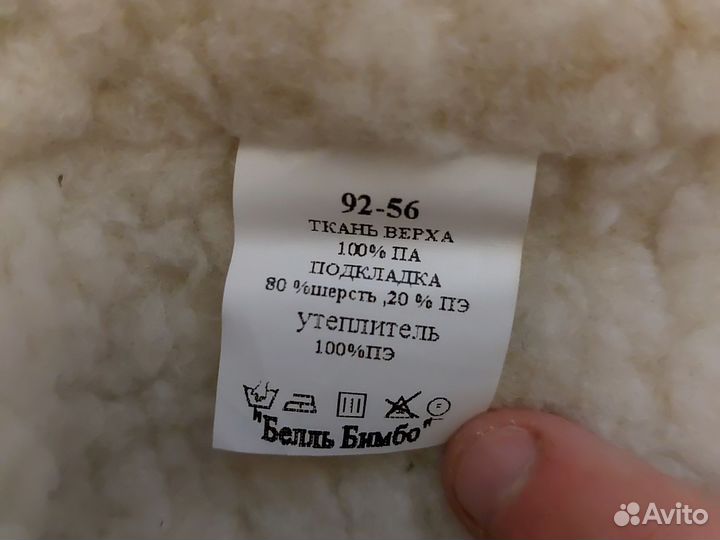 92-56
ТКАНЬ ВЕРХА
100% ПА
ПОДКЛАДКА
80 %шерсть ,20 % ПЭ
утеплитель
100%ПЭ
"Белль Бимбо"
Avito